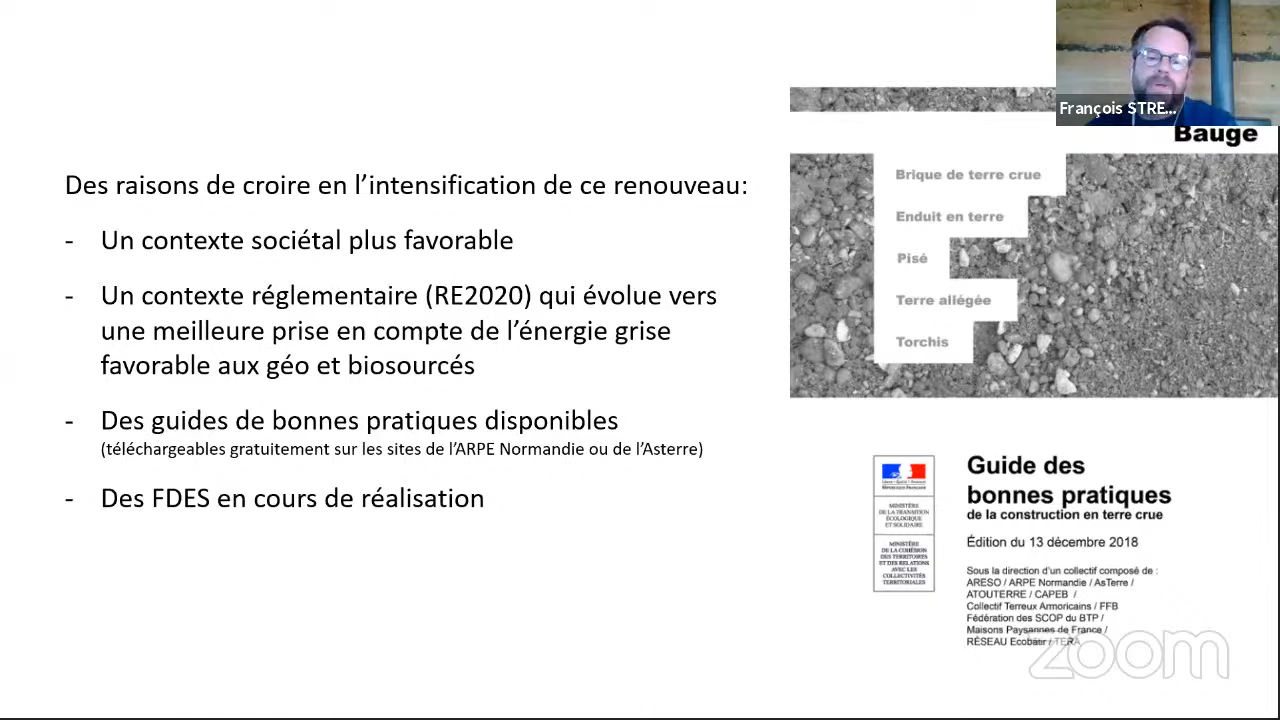 Des raisons de croire en l’intensification de ce renouveau:
- Un contexte sociétal plus favorable
- Un contexte réglementaire (RE2020) qui évolue vers
une meilleure prise en compte de l’énergie grise
favorable aux géo et biosourcés
- Des guides de bonnes pratiques disponibles
(téléchargeables gratuitement sur les sites de l’ARPE Normandie ou de l’Asterre)
- Des FDES en cours de réalisation
François STRE...
Bauge
Brique de terre crue
Enduit en terre
Pisé
Terre allégée
Torchis
RÉPUBLIQUE FRANÇAISE
MINISTÈRE
DE LA TRANSITION
ÉCOLOGIQUE
ET SOLIDAIRE
MINISTÈRE
DE LA COHÉSION
DES TERRITOIRES
ET DES RELATIONS
AVEC LES
COLLECTIVITÉS
TERRITORIALES
Guide des
bonnes pratiques
de la construction en terre crue
Édition du 13 décembre 2018
Sous la direction d’un collectif composé de :
ARESO / ARPE Normandie / AsTerre /
ATOUTERRE / CAPEB /
Collectif Terreux Armoricains / FFB
Fédération des SCOP du BTP /
Maisons Paysannes de France /
RÉSEAU Ecobâtir / TERA
zoom